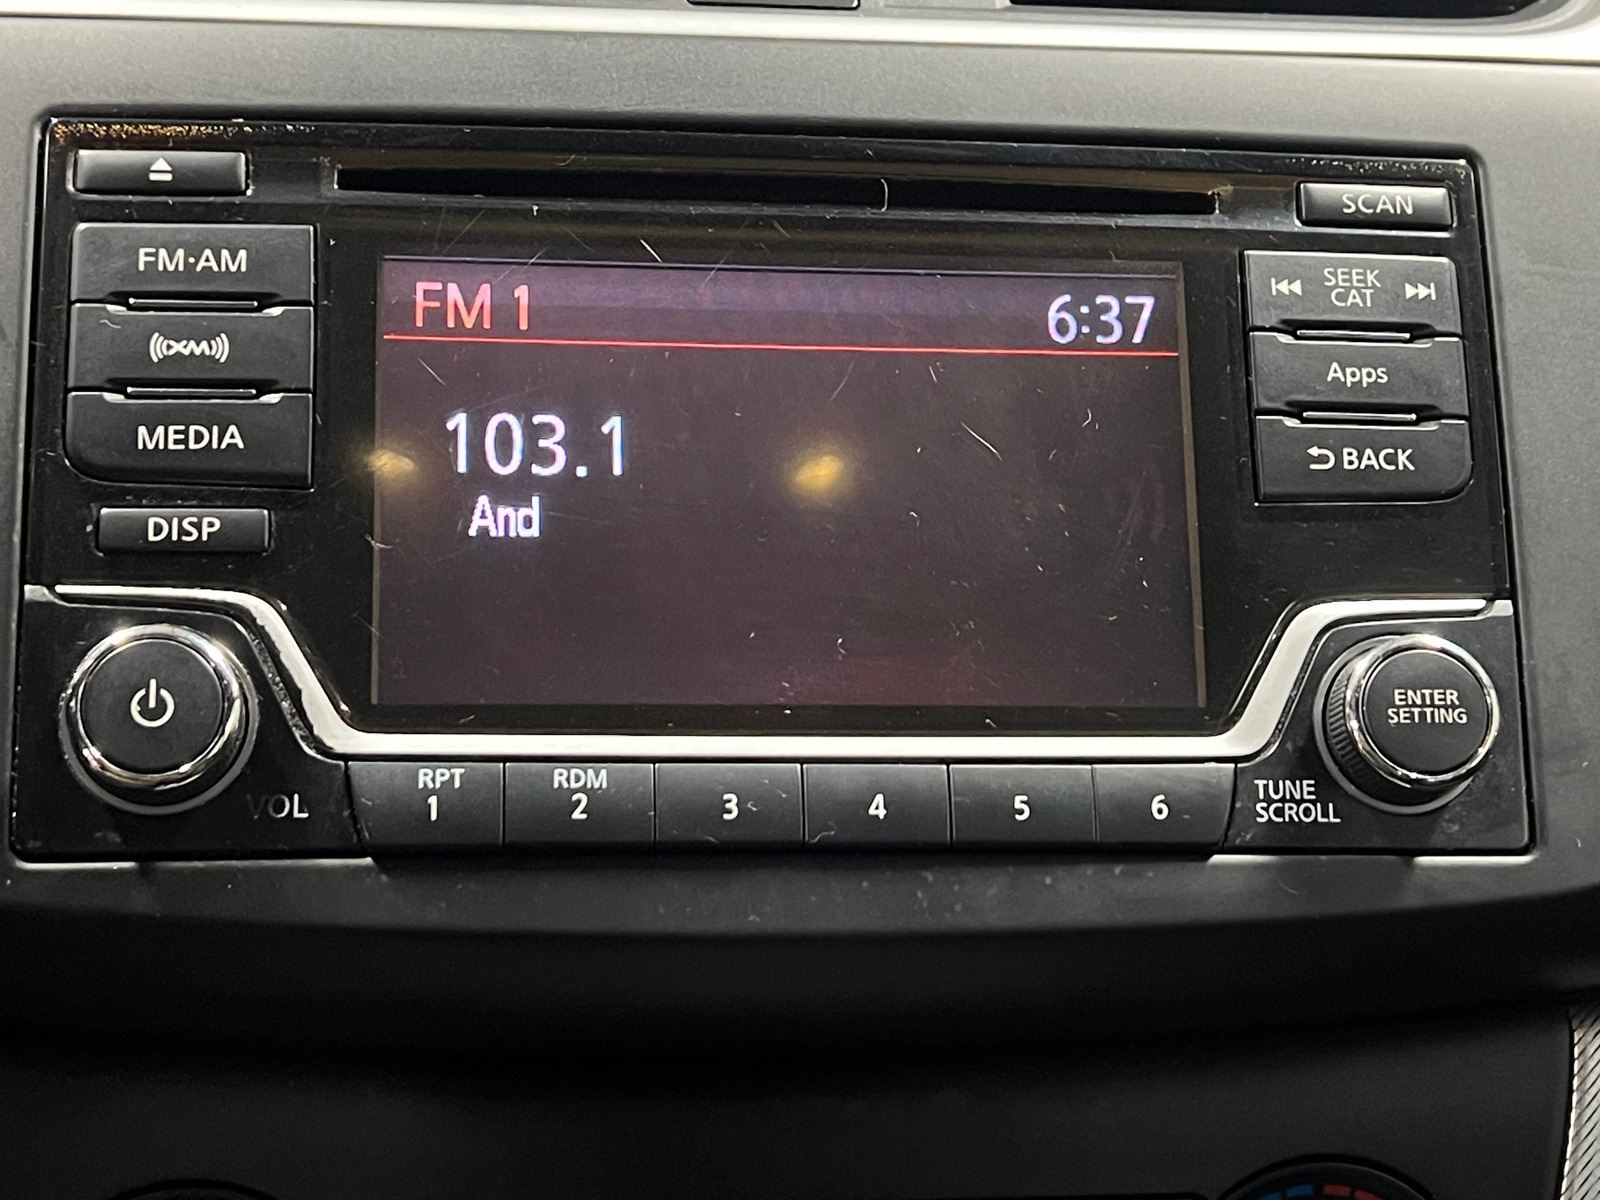 SCAN
FM·AM
SEEK
CAT
FM 1
6:37
((XM))
Apps
MEDIA
103.1
BACK
And
DISP
ENTER
SETTING
VOL
RPT
1
RDM
2
3
4
5
6
TUNE
SCROLL